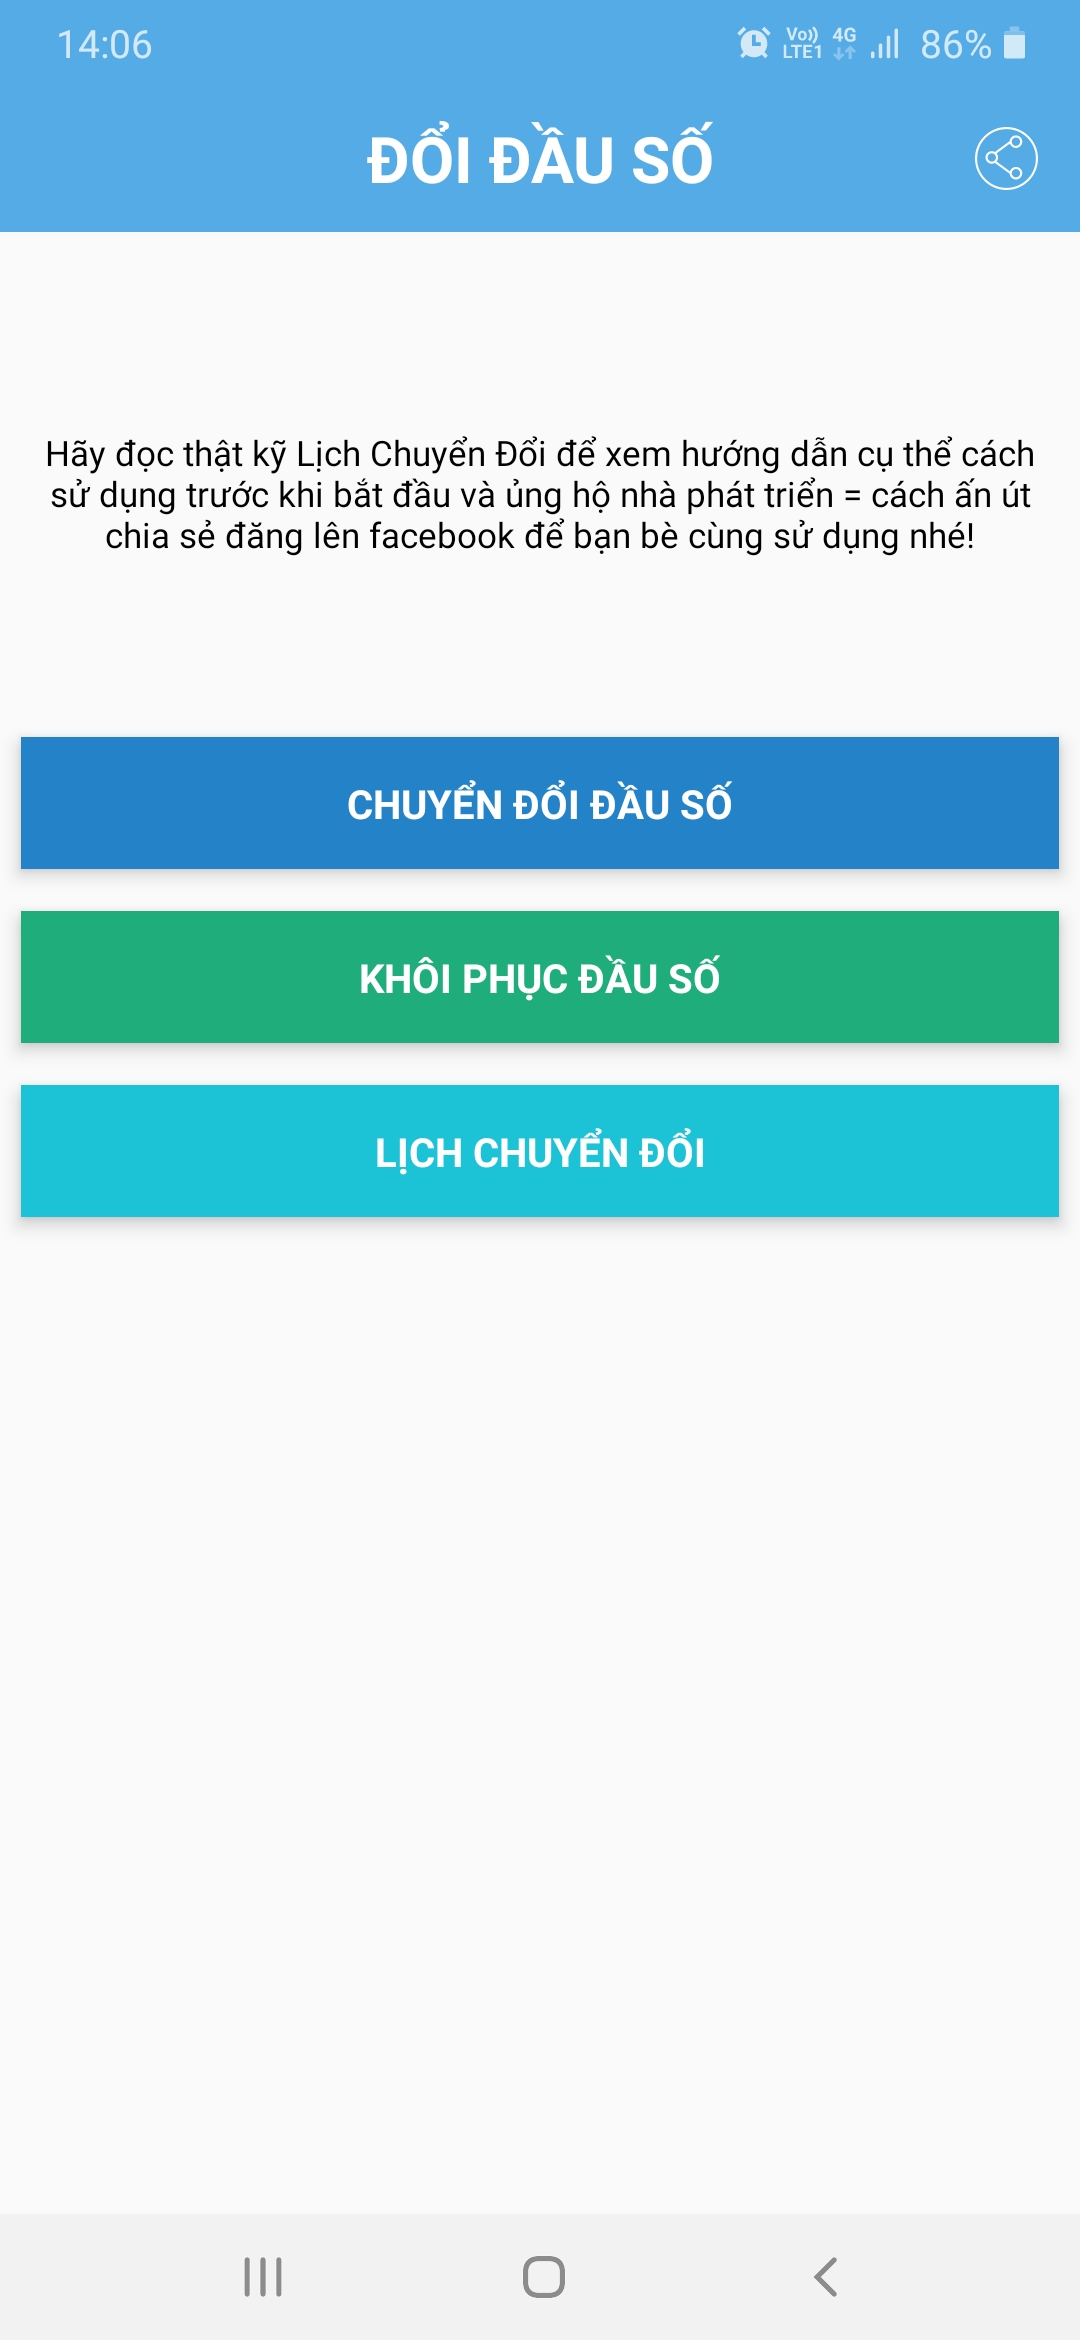 14:06
Vo)) 4G 86%
LTE1
ĐỔI ĐẦU SỐ
Hãy đọc thật kỹ Lịch Chuyển Đổi để xem hướng dẫn cụ thể cách
sử dụng trước khi bắt đầu và ủng hộ nhà phát triển = cách ấn út
chia sẻ đăng lên facebook để bạn bè cùng sử dụng nhé!
CHUYỂN ĐỔI ĐẦU SỐ
KHÔI PHỤC ĐẦU SỐ
LỊCH CHUYỂN ĐỔI